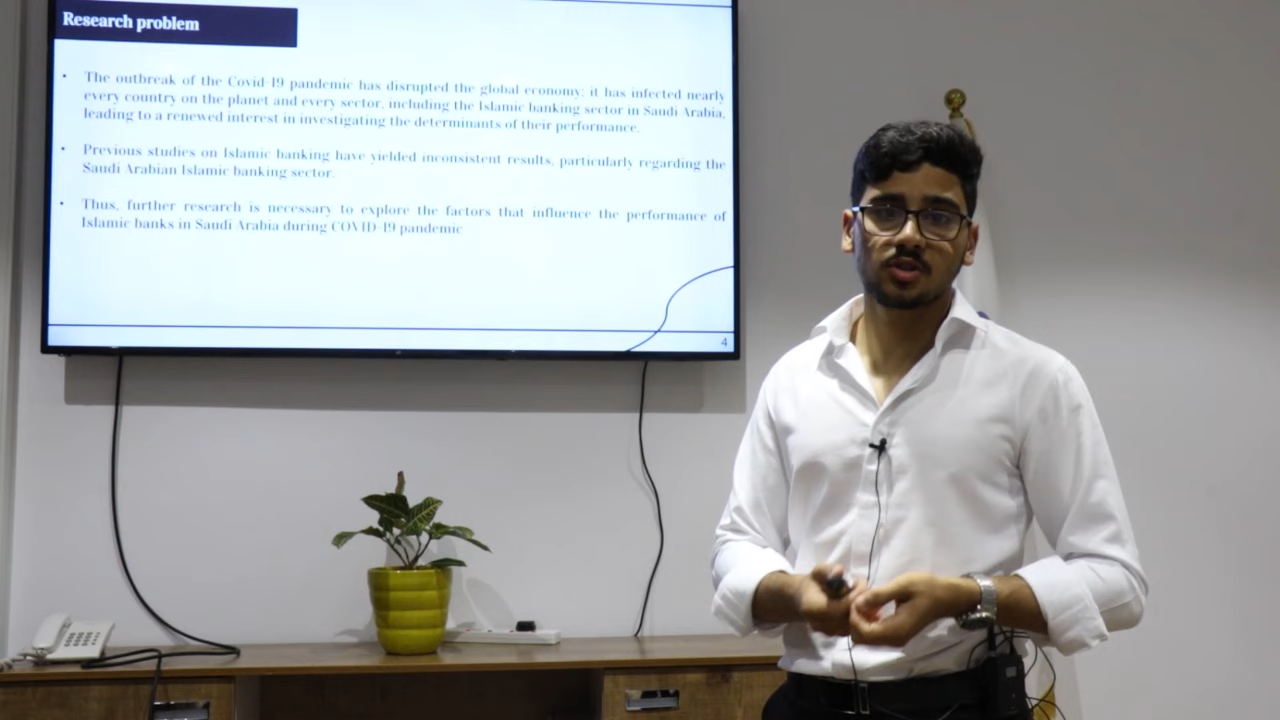 Research problem
• The outbreak of the Covid-19 pandemic has disrupted the global economy; it has infected nearly
every country on the planet and every sector, including the Islamic banking sector in Saudi Arabia,
leading to a renewed interest in investigating the determinants of their performance.
• Previous studies on Islamic banking have yielded inconsistent results, particularly regarding the
Saudi Arabian Islamic banking sector.
• Thus, further research is necessary to explore the factors that influence the performance of
Islamic banks in Saudi Arabia during COVID-19 pandemic
4